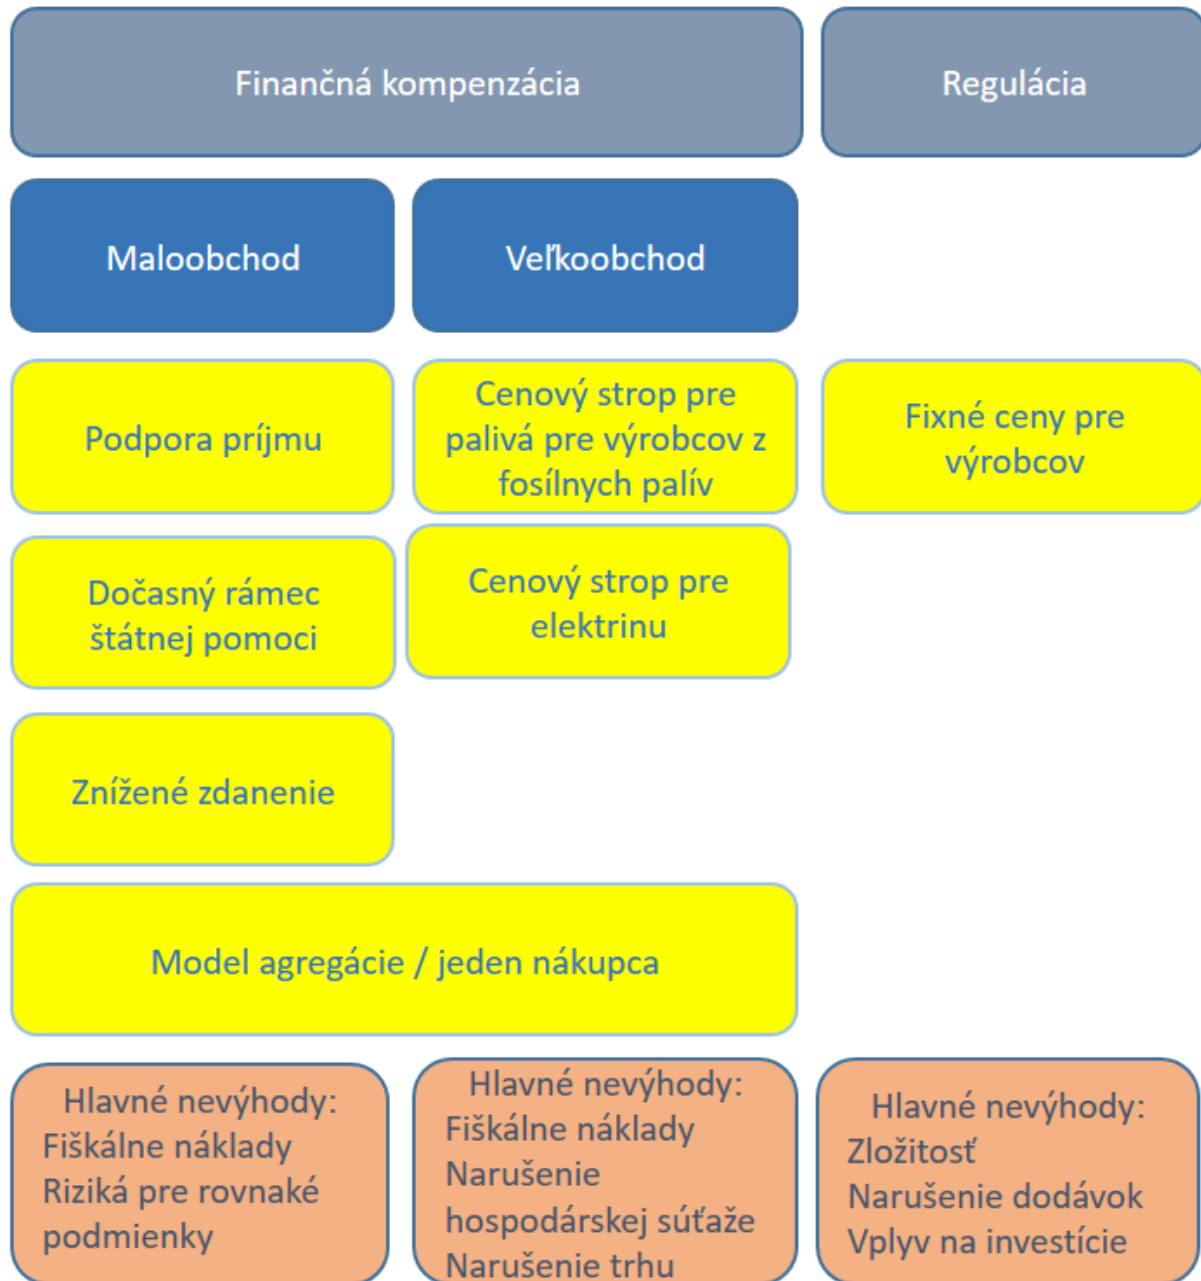 Finančná kompenzácia
Regulácia
Maloobchod
Veľkoobchod
Podpora príjmu
Cenový strop pre
palivá pre výrobcov z
fosílnych palív
Fixné ceny pre
výrobcov
Dočasný rámec
štátnej pomoci
Cenový strop pre
elektrinu
Znížené zdanenie
Model agregácie / jeden nákupca
Hlavné nevýhody:
Fiškálne náklady
Riziká pre rovnaké
podmienky
Hlavné nevýhody:
Fiškálne náklady
Narušenie
hospodárskej súťaže
Narušenie trhu
Hlavné nevýhody:
Zložitosť
Narušenie dodávok
Vplyv na investície